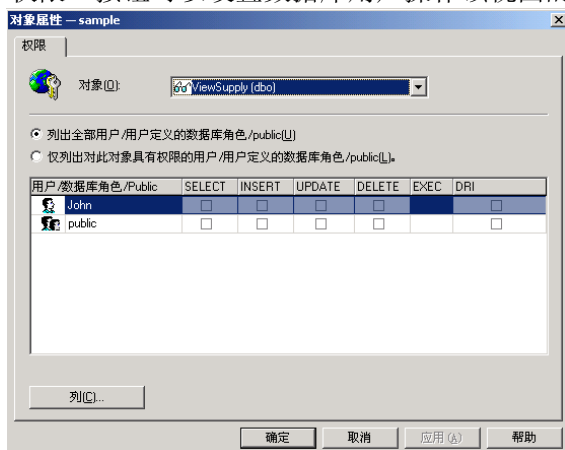 对象属性 — sample
权限
对象(O): ViewSupply (dbo)
列出全部用户/用户定义的数据库角色/public(U)
仅列出对此对象具有权限的用户/用户定义的数据库角色/public(L)。
用户/数据库角色/Public SELECT INSERT UPDATE DELETE EXEC DRI
John
public
列(C)...
确定 取消 应用(A) 帮助